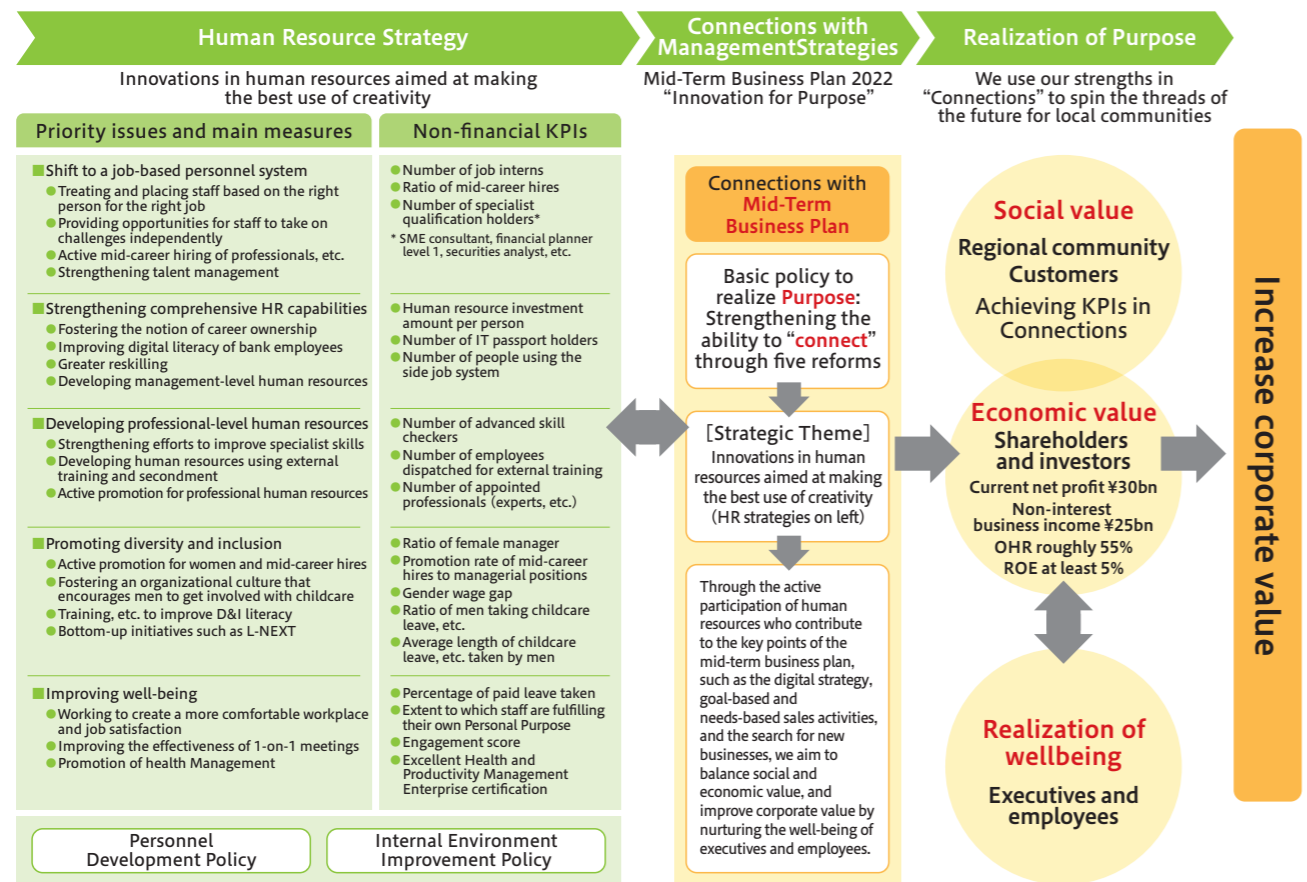 Human Resource Strategy
Connections with
ManagementStrategies
Realization of Purpose
Innovations in human resources aimed at making
the best use of creativity
Mid-Term Business Plan 2022
“Innovation for Purpose”
We use our strengths in
“Connections” to spin the threads of
the future for local communities
Priority issues and main measures
Non-financial KPIs
Shift to a job-based personnel system
Treating and placing staff based on the right
person for the right job
Providing opportunities for staff to take on
challenges independently
Active mid-career hiring of professionals, etc.
Strengthening talent management
Number of job interns
Ratio of mid-career hires
Number of specialist
qualification holders*
* SME consultant, financial planner
level 1, securities analyst, etc.
Strengthening comprehensive HR capabilities
Fostering the notion of career ownership
Improving digital literacy of bank employees
Greater reskilling
Developing management-level human resources
Human resource investment
amount per person
Number of IT passport holders
Number of people using the
side job system
Developing professional-level human resources
Strengthening efforts to improve specialist skills
Developing human resources using external
training and secondment
Active promotion for professional human resources
Number of advanced skill
checkers
Number of employees
dispatched for external training
Number of appointed
professionals (experts, etc.)
Promoting diversity and inclusion
Active promotion for women and mid-career hires
Fostering an organizational culture that
encourages men to get involved with childcare
Training, etc. to improve D&I literacy
Bottom-up initiatives such as L-NEXT
Ratio of female manager
Promotion rate of mid-career
hires to managerial positions
Gender wage gap
Ratio of men taking childcare
leave, etc.
Average length of childcare
leave, etc. taken by men
Improving well-being
Working to create a more comfortable workplace
and job satisfaction
Improving the effectiveness of 1-on-1 meetings
Promotion of health Management
Percentage of paid leave taken
Extent to which staff are fulfilling
their own Personal Purpose
Engagement score
Excellent Health and
Productivity Management
Enterprise certification
Personnel
Development Policy
Internal Environment
Improvement Policy
Connections with
Mid-Term
Business Plan
Basic policy to
realize Purpose:
Strengthening the
ability to “connect”
through five reforms
[Strategic Theme]
Innovations in human
resources aimed at making
the best use of creativity
(HR strategies on left)
Through the active
participation of human
resources who contribute
to the key points of the
mid-term business plan,
such as the digital strategy,
goal-based and
needs-based sales activities,
and the search for new
businesses, we aim to
balance social and
economic value, and
improve corporate value by
nurturing the well-being of
executives and employees.
Social value
Regional community
Customers
Achieving KPIs in
Connections
Economic value
Shareholders
and investors
Current net profit ¥30bn
Non-interest
business income ¥25bn
OHR roughly 55%
ROE at least 5%
Realization of
wellbeing
Executives and
employees
Increase corporate value